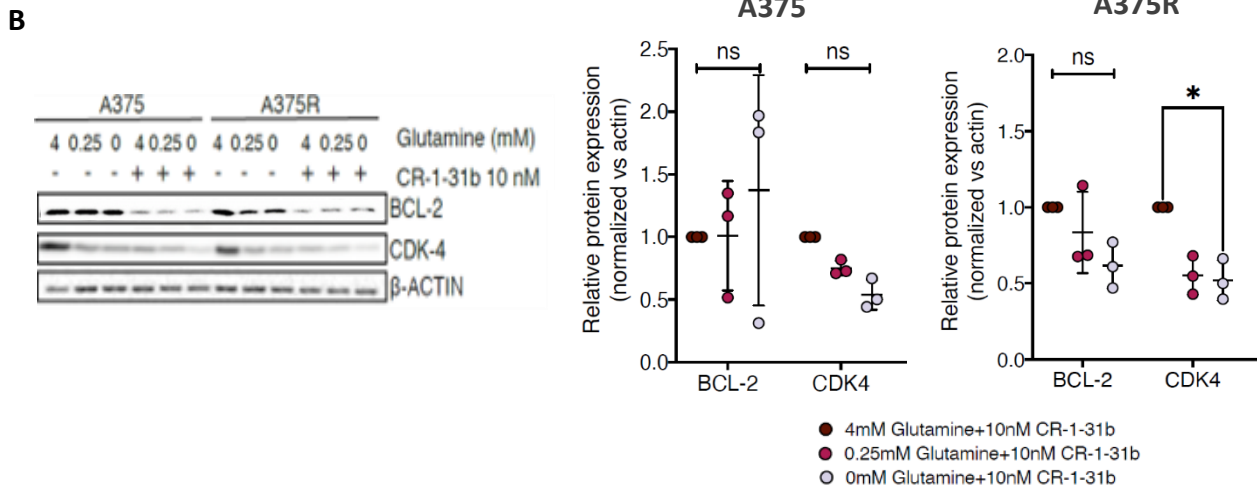 B
A375 A375R
4 0.25 0 4 0.25 0 4 0.25 0 4 0.25 0 Glutamine (mM)
- - - + + + - - - + + + CR-1-31b 10 nM
BCL-2
CDK-4
β-ACTIN
A375
Relative protein expression
(normalized vs actin)
2.5
2.0
1.5
1.0
0.5
0.0
ns ns
BCL-2 CDK4
A375R
Relative protein expression
(normalized vs actin)
2.0
1.5
1.0
0.5
0.0
ns *
BCL-2 CDK4
4mM Glutamine+10nM CR-1-31b
0.25mM Glutamine+10nM CR-1-31b
0mM Glutamine+10nM CR-1-31b